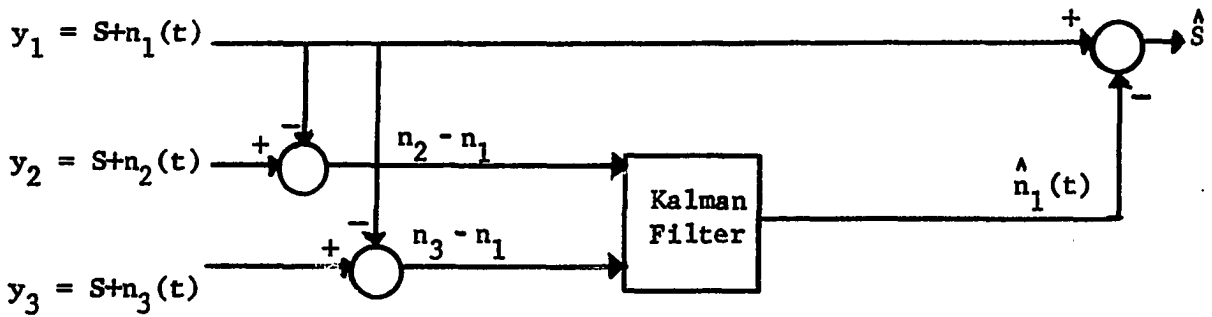 y₁ = S+n₁(t)
+
Ŝ
−
−
+
y₂ = S+n₂(t)
n₂ - n₁
n̂₁(t)
Kalman
Filter
−
+
n₃ - n₁
y₃ = S+n₃(t)